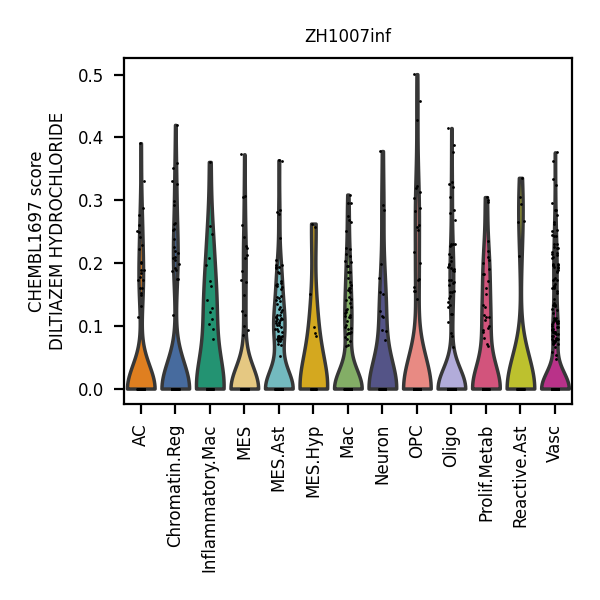 ZH1007inf
CHEMBL1697 score
DILTIAZEM HYDROCHLORIDE
0.5
0.4
0.3
0.2
0.1
0.0
AC
Chromatin.Reg
Inflammatory.Mac
MES
MES.Ast
MES.Hyp
Mac
Neuron
OPC
Oligo
Prolif.Metab
Reactive.Ast
Vasc